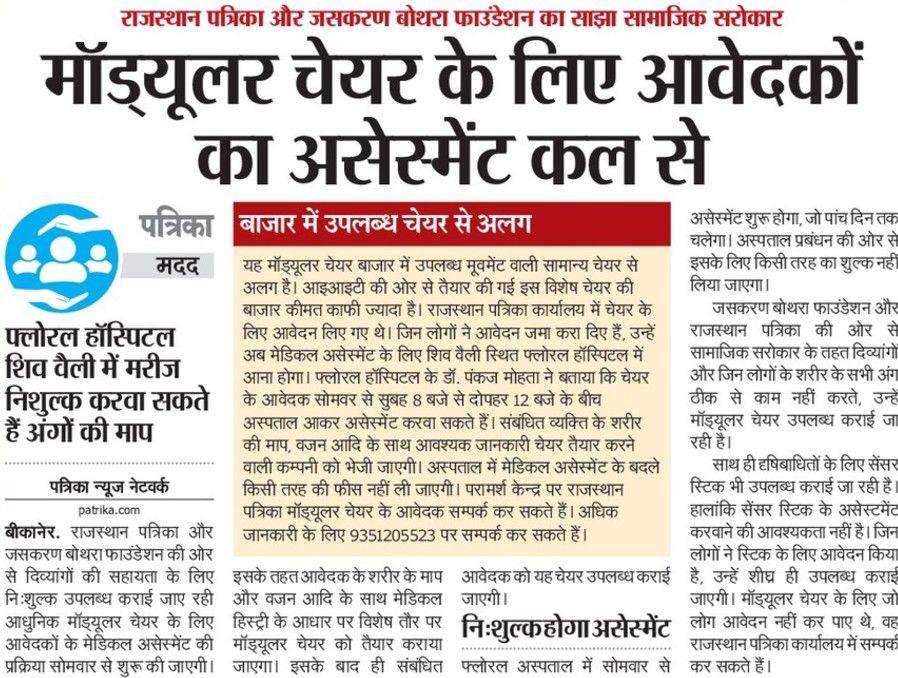 राजस्थान पत्रिका और जसकरण बोथरा फाउंडेशन का साझा सामाजिक सरोकार
मॉड्यूलर चेयर के लिए आवेदकों
का असेस्मेंट कल से
पत्रिका
मदद
फ्लोरल हॉस्पिटल
शिव वैली में मरीज
निशुल्क करवा सकते
हैं अंगों की माप
पत्रिका न्यूज नेटवर्क
patrika.com
बीकानेर. राजस्थान पत्रिका और
जसकरण बोथरा फाउंडेशन की ओर
से दिव्यांगों की सहायता के लिए
निःशुल्क उपलब्ध कराई जाए रही
आधुनिक मॉड्यूलर चेयर के लिए
आवेदकों के मेडिकल असेस्मेंट की
प्रक्रिया सोमवार से शुरू की जाएगी।
बाजार में उपलब्ध चेयर से अलग
यह मॉड्यूलर चेयर बाजार में उपलब्ध मूवमेंट वाली सामान्य चेयर से
अलग है। आइआइटी की ओर से तैयार की गई इस विशेष चेयर की
बाजार कीमत काफी ज्यादा है। राजस्थान पत्रिका कार्यालय में चेयर के
लिए आवेदन लिए गए थे। जिन लोगों ने आवेदन जमा करा दिए हैं, उन्हें
अब मेडिकल असेस्मेंट के लिए शिव वैली स्थित फ्लोरल हॉस्पिटल में
आना होगा। फ्लोरल हॉस्पिटल के डॉ. पंकज मोहता ने बताया कि चेयर
के आवेदक सोमवार से सुबह 8 बजे से दोपहर 12 बजे के बीच
अस्पताल आकर असेस्मेंट करवा सकते हैं। संबंधित व्यक्ति के शरीर
की माप, वजन आदि के साथ आवश्यक जानकारी चेयर तैयार करने
वाली कम्पनी को भेजी जाएगी। अस्पताल में मेडिकल असेस्मेंट के बदले
किसी तरह की फीस नहीं ली जाएगी। परामर्श केन्द्र पर राजस्थान
पत्रिका मॉड्यूलर चेयर के आवेदक सम्पर्क कर सकते हैं। अधिक
जानकारी के लिए 9351205523 पर सम्पर्क कर सकते हैं।
इसके तहत आवेदक के शरीर के माप
और वजन आदि के साथ मेडिकल
हिस्ट्री के आधार पर विशेष तौर पर
मॉड्यूलर चेयर को तैयार कराया
जाएगा। इसके बाद ही संबंधित
आवेदक को यह चेयर उपलब्ध कराई
जाएगी।
निःशुल्क होगा असेस्मेंट
फ्लोरल अस्पताल में सोमवार से
असेस्मेंट शुरू होगा, जो पांच दिन तक
चलेगा। अस्पताल प्रबंधन की ओर से
इसके लिए किसी तरह का शुल्क नहीं
लिया जाएगा।
जसकरण बोथरा फाउंडेशन और
राजस्थान पत्रिका की ओर से
सामाजिक सरोकार के तहत दिव्यांगों
और जिन लोगों के शरीर के सभी अंग
ठीक से काम नहीं करते, उन्हें
मॉड्यूलर चेयर उपलब्ध कराई जा
रही है।
साथ ही दृषिबाधितों के लिए सेंसर
स्टिक भी उपलब्ध कराई जा रही है।
हालांकि सेंसर स्टिक के असेस्टमेंट
करवाने की आवश्यकता नहीं है। जिन
लोगों ने स्टिक के लिए आवेदन किया
है, उन्हें शीघ्र ही उपलब्ध कराई
जाएगी। मॉड्यूलर चेयर के लिए जो
लोग आवेदन नहीं कर पाए थे, वह
राजस्थान पत्रिका कार्यालय में सम्पर्क
कर सकते हैं।